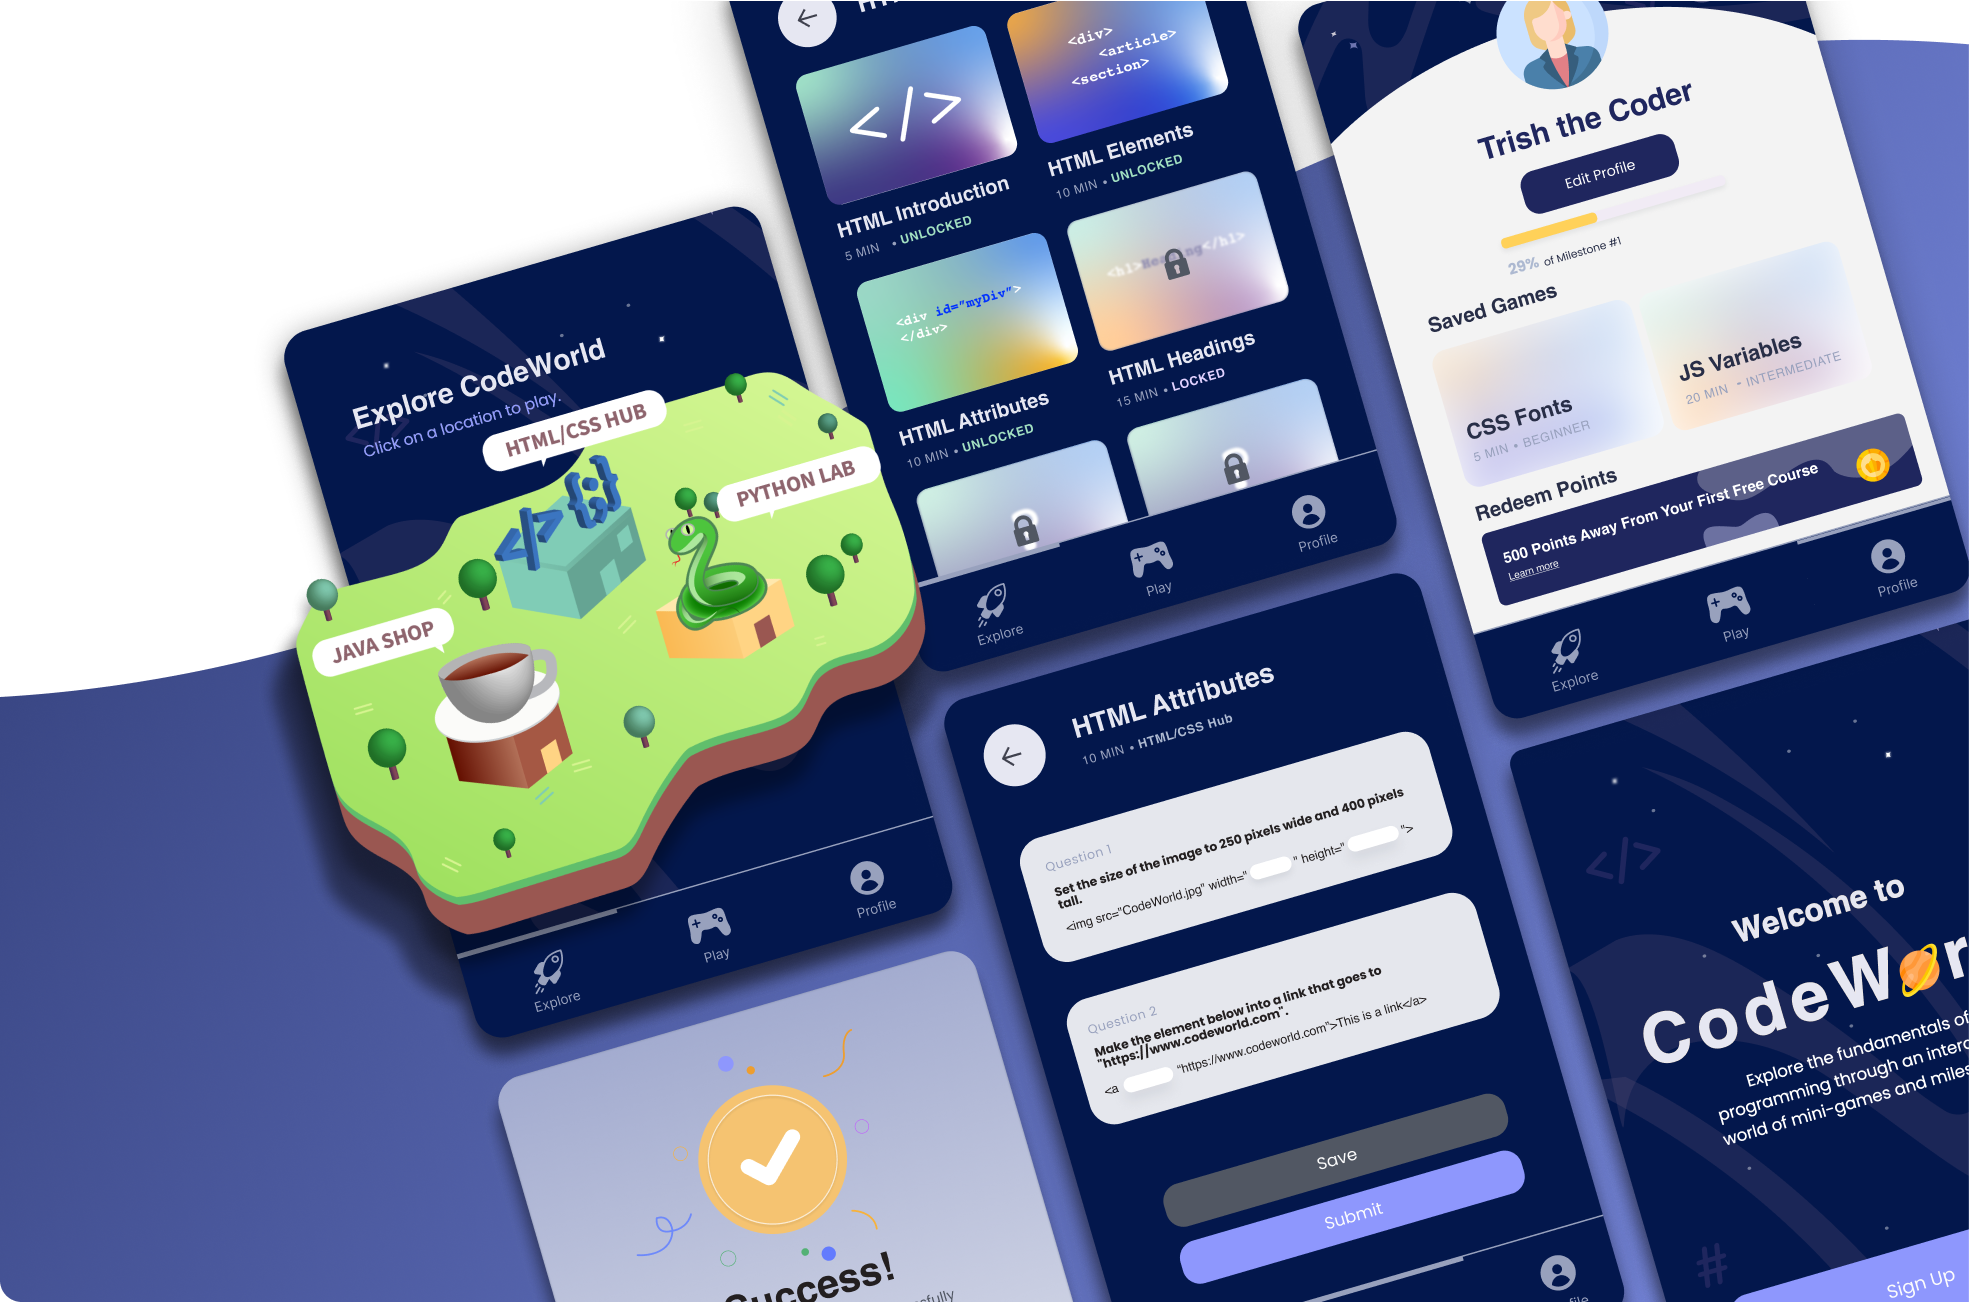 Explore CodeWorld
Click on a location to play.
HTML/CSS HUB
PYTHON LAB
JAVA SHOP
Explore
Play
Profile
</>
<div>
<article>
<section>
HTML Introduction
5 MIN • UNLOCKED
HTML Elements
10 MIN • UNLOCKED
<div id="myDiv">
</div>
<h1>Heading</h1>
HTML Attributes
10 MIN • UNLOCKED
HTML Headings
15 MIN • LOCKED
Explore
Play
Profile
Trish the Coder
Edit Profile
29% of Milestone #1
Saved Games
CSS Fonts
5 MIN • BEGINNER
JS Variables
20 MIN • INTERMEDIATE
Redeem Points
500 Points Away From Your First Free Course
Learn more
Explore
Play
Profile
Success!
HTML Attributes
10 MIN • HTML/CSS Hub
Question 1
Set the size of the image to 250 pixels wide and 400 pixels
tall.
<img src="CodeWorld.jpg" width=" " height=" ">
Question 2
Make the element below into a link that goes to
"https://www.codeworld.com".
<a "https://www.codeworld.com">This is a link</a>
Save
Submit
</>
Welcome to
CodeWor
Explore the fundamentals of
programming through an intera
world of mini-games and miles
#
Sign Up